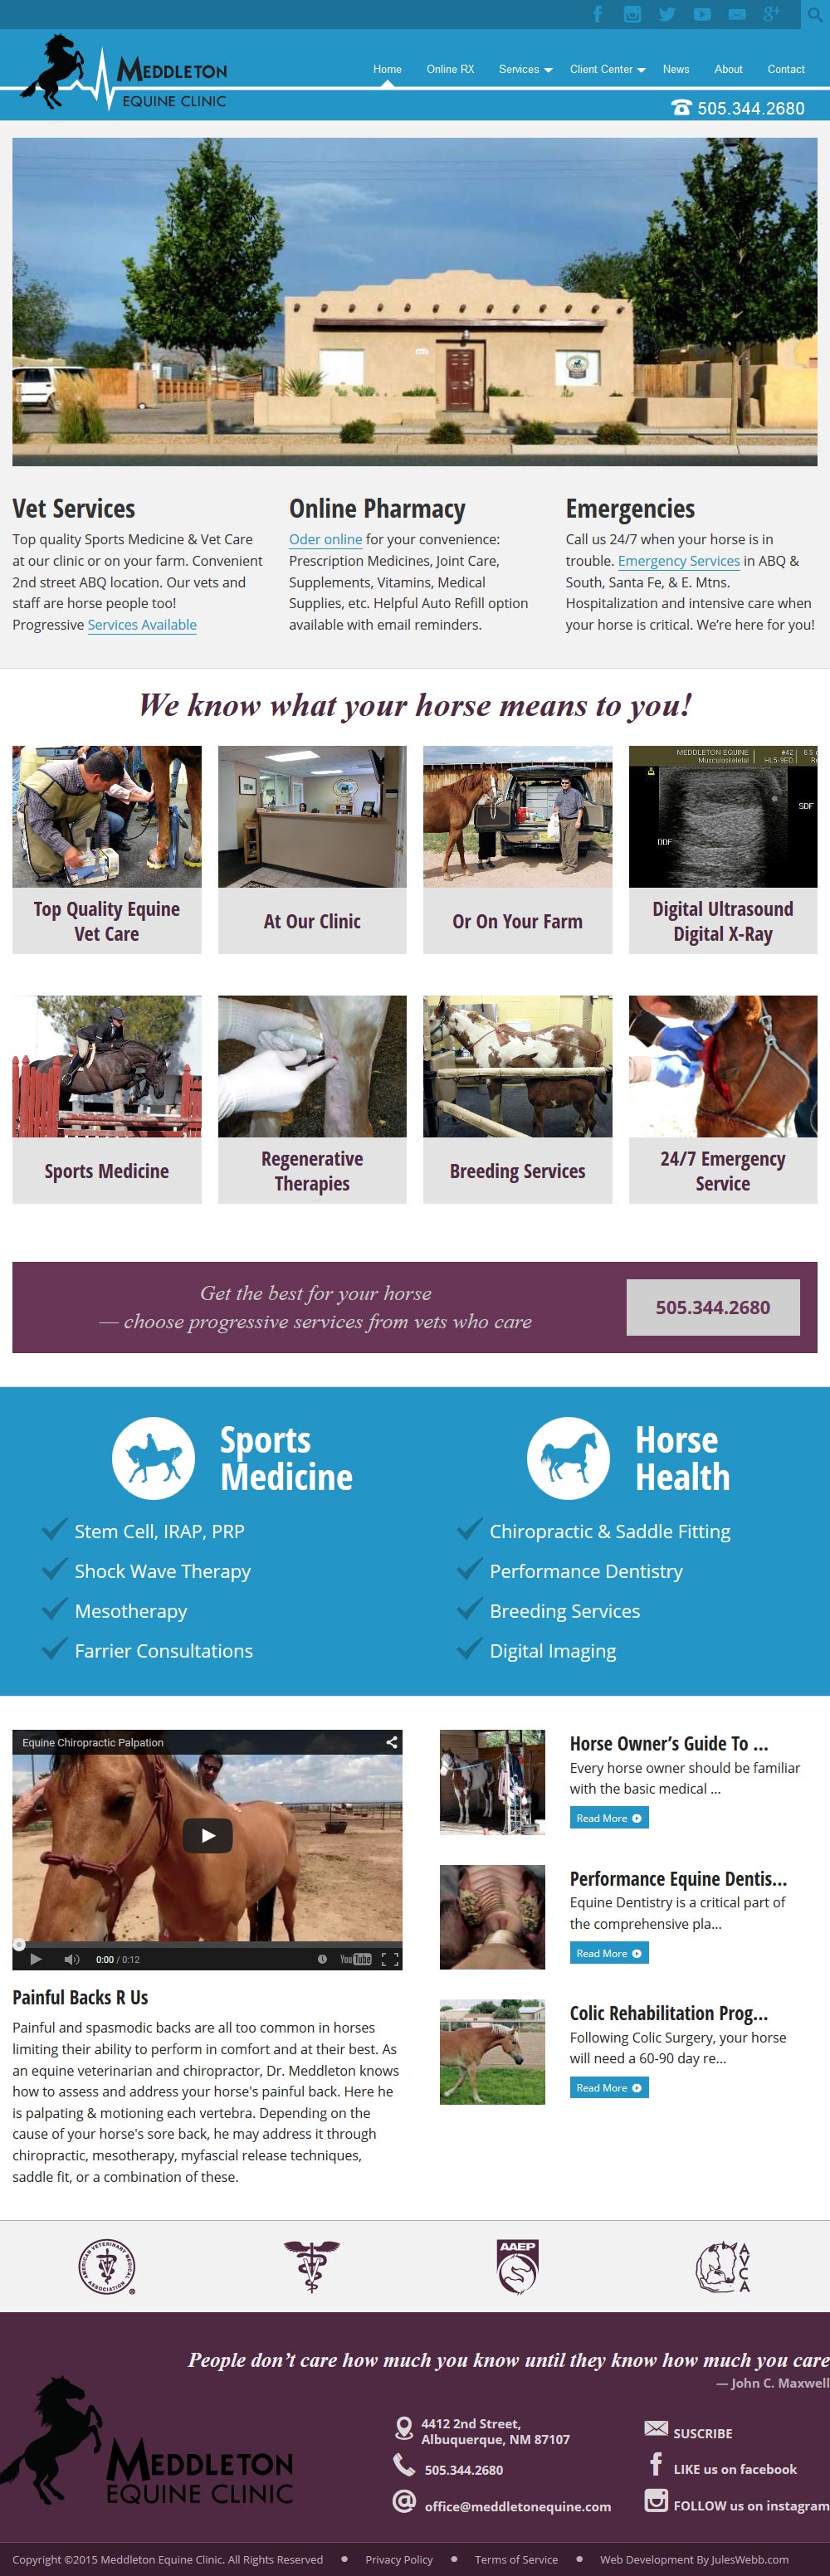 MEDDLETON
EQUINE CLINIC
Home
Online RX
Services
Client Center
News
About
Contact
505.344.2680
Vet Services
Top quality Sports Medicine & Vet Care
at our clinic or on your farm. Convenient
2nd street ABQ location. Our vets and
staff are horse people too!
Progressive Services Available
Online Pharmacy
Oder online for your convenience:
Prescription Medicines, Joint Care,
Supplements, Vitamins, Medical
Supplies, etc. Helpful Auto Refill option
available with email reminders.
Emergencies
Call us 24/7 when your horse is in
trouble. Emergency Services in ABQ &
South, Santa Fe, & E. Mtns.
Hospitalization and intensive care when
your horse is critical. We’re here for you!
We know what your horse means to you!
MEDDLETON EQUINE
Musculoskeletal
#42
HL5-9ED
SDF
DDF
Top Quality Equine
Vet Care
At Our Clinic
Or On Your Farm
Digital Ultrasound
Digital X-Ray
Sports Medicine
Regenerative
Therapies
Breeding Services
24/7 Emergency
Service
Get the best for your horse
— choose progressive services from vets who care
505.344.2680
Sports
Medicine
Stem Cell, IRAP, PRP
Shock Wave Therapy
Mesotherapy
Farrier Consultations
Horse
Health
Chiropractic & Saddle Fitting
Performance Dentistry
Breeding Services
Digital Imaging
Equine Chiropractic Palpation
0:00 / 0:12
YouTube
Painful Backs R Us
Painful and spasmodic backs are all too common in horses
limiting their ability to perform in comfort and at their best. As
an equine veterinarian and chiropractor, Dr. Meddleton knows
how to assess and address your horse's painful back. Here he
is palpating & motioning each vertebra. Depending on the
cause of your horse's sore back, he may address it through
chiropractic, mesotherapy, myfascial release techniques,
saddle fit, or a combination of these.
Horse Owner’s Guide To ...
Every horse owner should be familiar
with the basic medical ...
Read More
Performance Equine Dentis...
Equine Dentistry is a critical part of
the comprehensive pla...
Read More
Colic Rehabilitation Prog...
Following Colic Surgery, your horse
will need a 60-90 day re...
Read More
AMERICAN VETERINARY MEDICAL ASSOCIATION
AAEP
AVCA
People don’t care how much you know until they know how much you care
— John C. Maxwell
MEDDLETON
EQUINE CLINIC
4412 2nd Street,
Albuquerque, NM 87107
505.344.2680
office@meddletonequine.com
SUSCRIBE
LIKE us on facebook
FOLLOW us on instagram
Copyright ©2015 Meddleton Equine Clinic. All Rights Reserved
Privacy Policy
Terms of Service
Web Development By JulesWebb.com